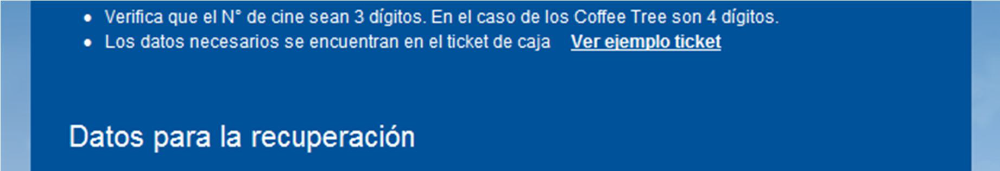 • Verifica que el N° de cine sean 3 dígitos. En el caso de los Coffee Tree son 4 dígitos.
• Los datos necesarios se encuentran en el ticket de caja Ver ejemplo ticket
Datos para la recuperación